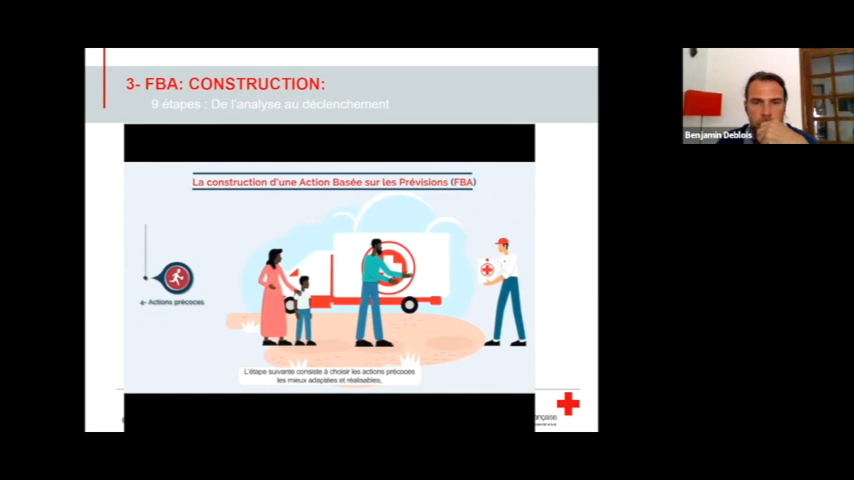 3- FBA: CONSTRUCTION:
9 étapes : De l'analyse au déclenchement
La construction d'une Action Basée sur les Prévisions (FBA)
4- Actions précoces
L'étape suivante consiste à choisir les actions précoces
les mieux adaptées et réalisables,
Benjamin Deblois